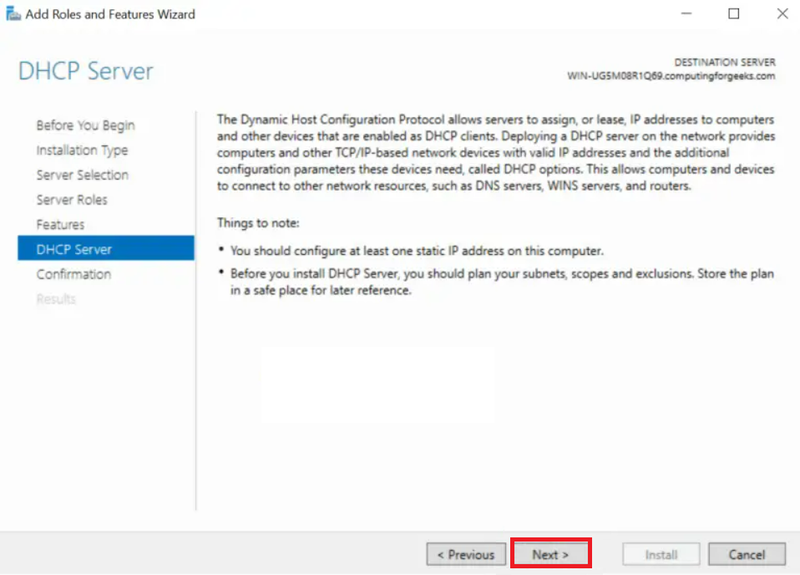 Add Roles and Features Wizard
DHCP Server
DESTINATION SERVER
WIN-UG5M08R1Q69.computingforgeeks.com
Before You Begin
Installation Type
Server Selection
Server Roles
Features
DHCP Server
Confirmation
Results
The Dynamic Host Configuration Protocol allows servers to assign, or lease, IP addresses to computers
and other devices that are enabled as DHCP clients. Deploying a DHCP server on the network provides
computers and other TCP/IP-based network devices with valid IP addresses and the additional
configuration parameters these devices need, called DHCP options. This allows computers and devices
to connect to other network resources, such as DNS servers, WINS servers, and routers.
Things to note:
• You should configure at least one static IP address on this computer.
• Before you install DHCP Server, you should plan your subnets, scopes and exclusions. Store the plan
in a safe place for later reference.
< Previous
Next >
Install
Cancel